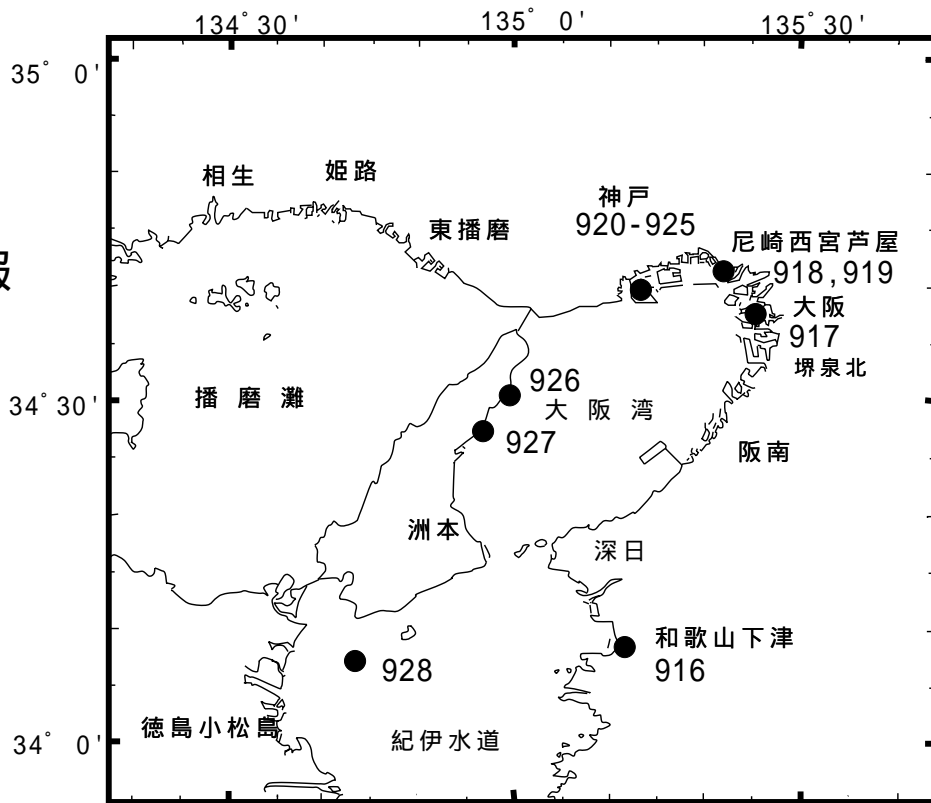 134° 30'
135° 0'
135° 30'
35° 0'
相生
姫路
東播磨
神戸
920-925
尼崎西宮芦屋
918,919
報
大阪
917
堺泉北
34° 30'
播磨灘
926
大阪湾
927
阪南
洲本
深日
和歌山下津
916
928
徳島小松島
紀伊水道
34° 0'